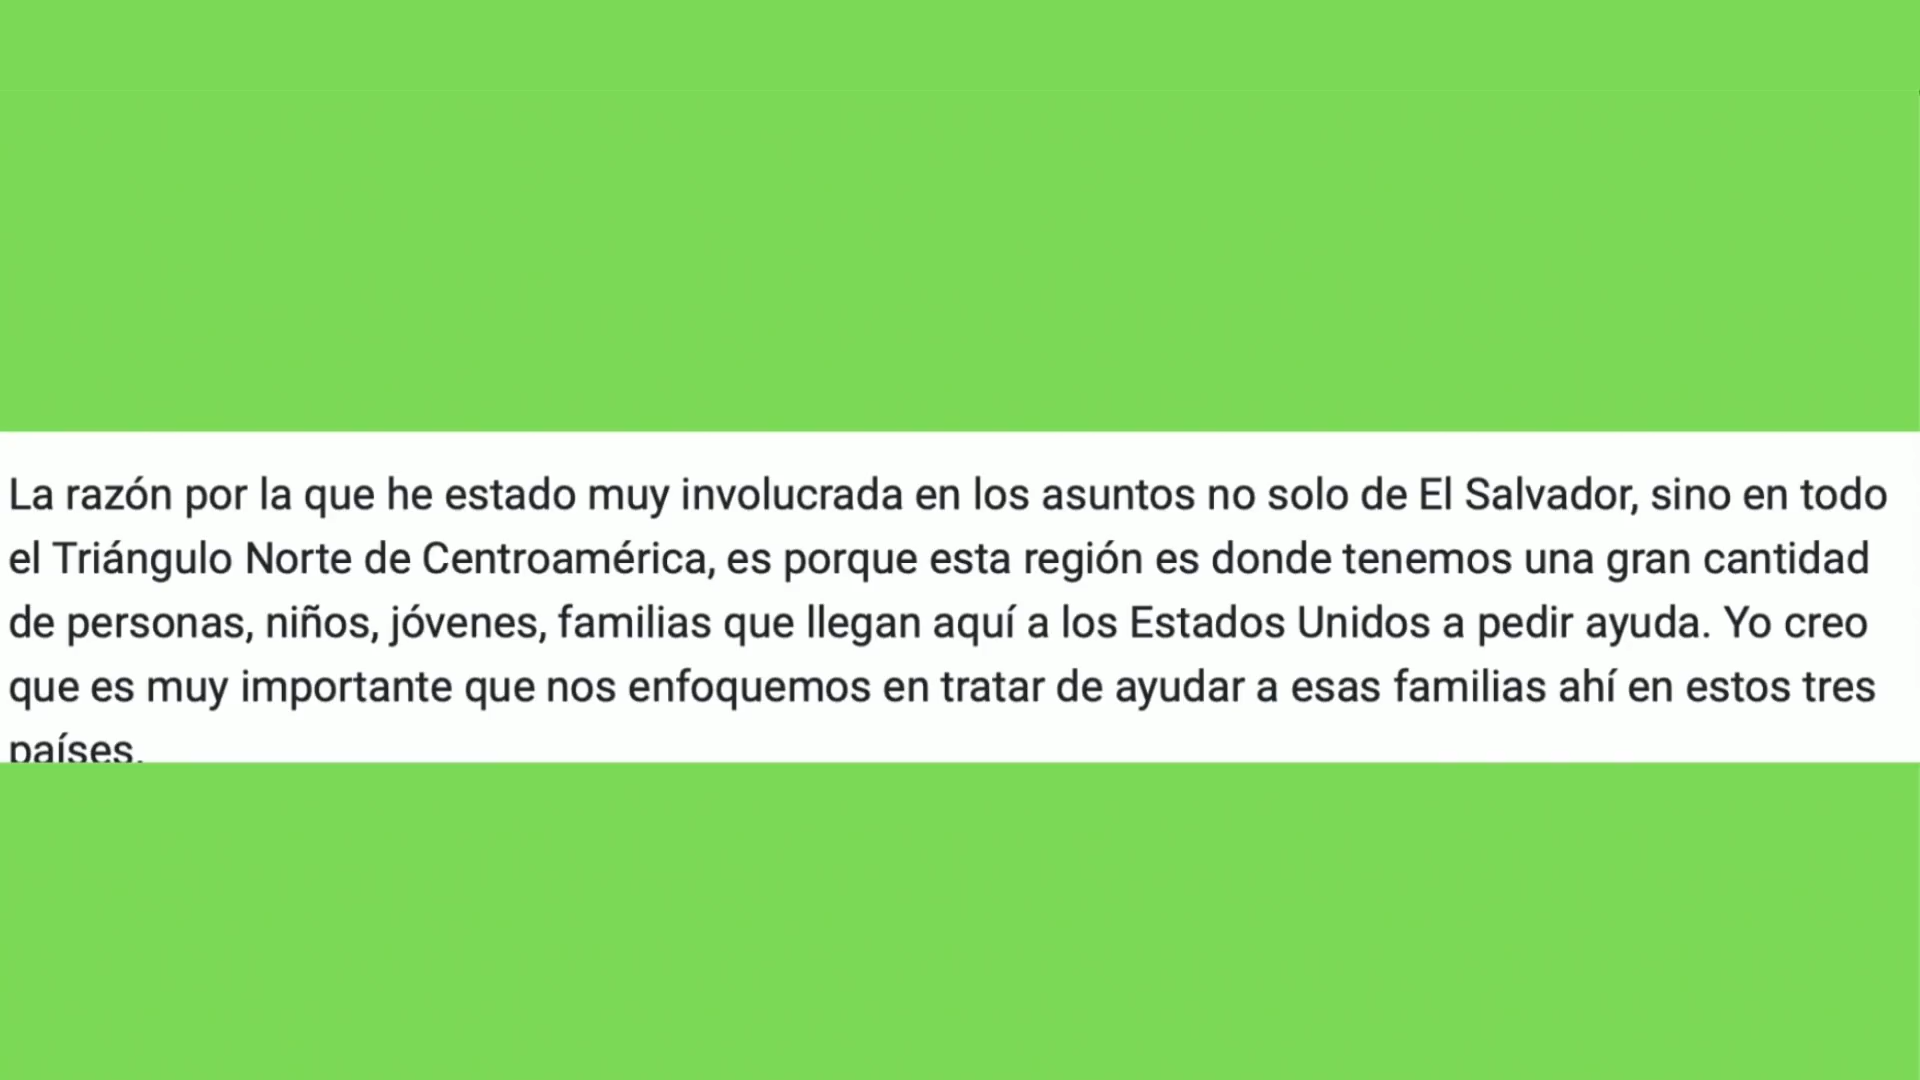 La razón por la que he estado muy involucrada en los asuntos no solo de El Salvador, sino en todo
el Triángulo Norte de Centroamérica, es porque esta región es donde tenemos una gran cantidad
de personas, niños, jóvenes, familias que llegan aquí a los Estados Unidos a pedir ayuda. Yo creo
que es muy importante que nos enfoquemos en tratar de ayudar a esas familias ahí en estos tres
países.